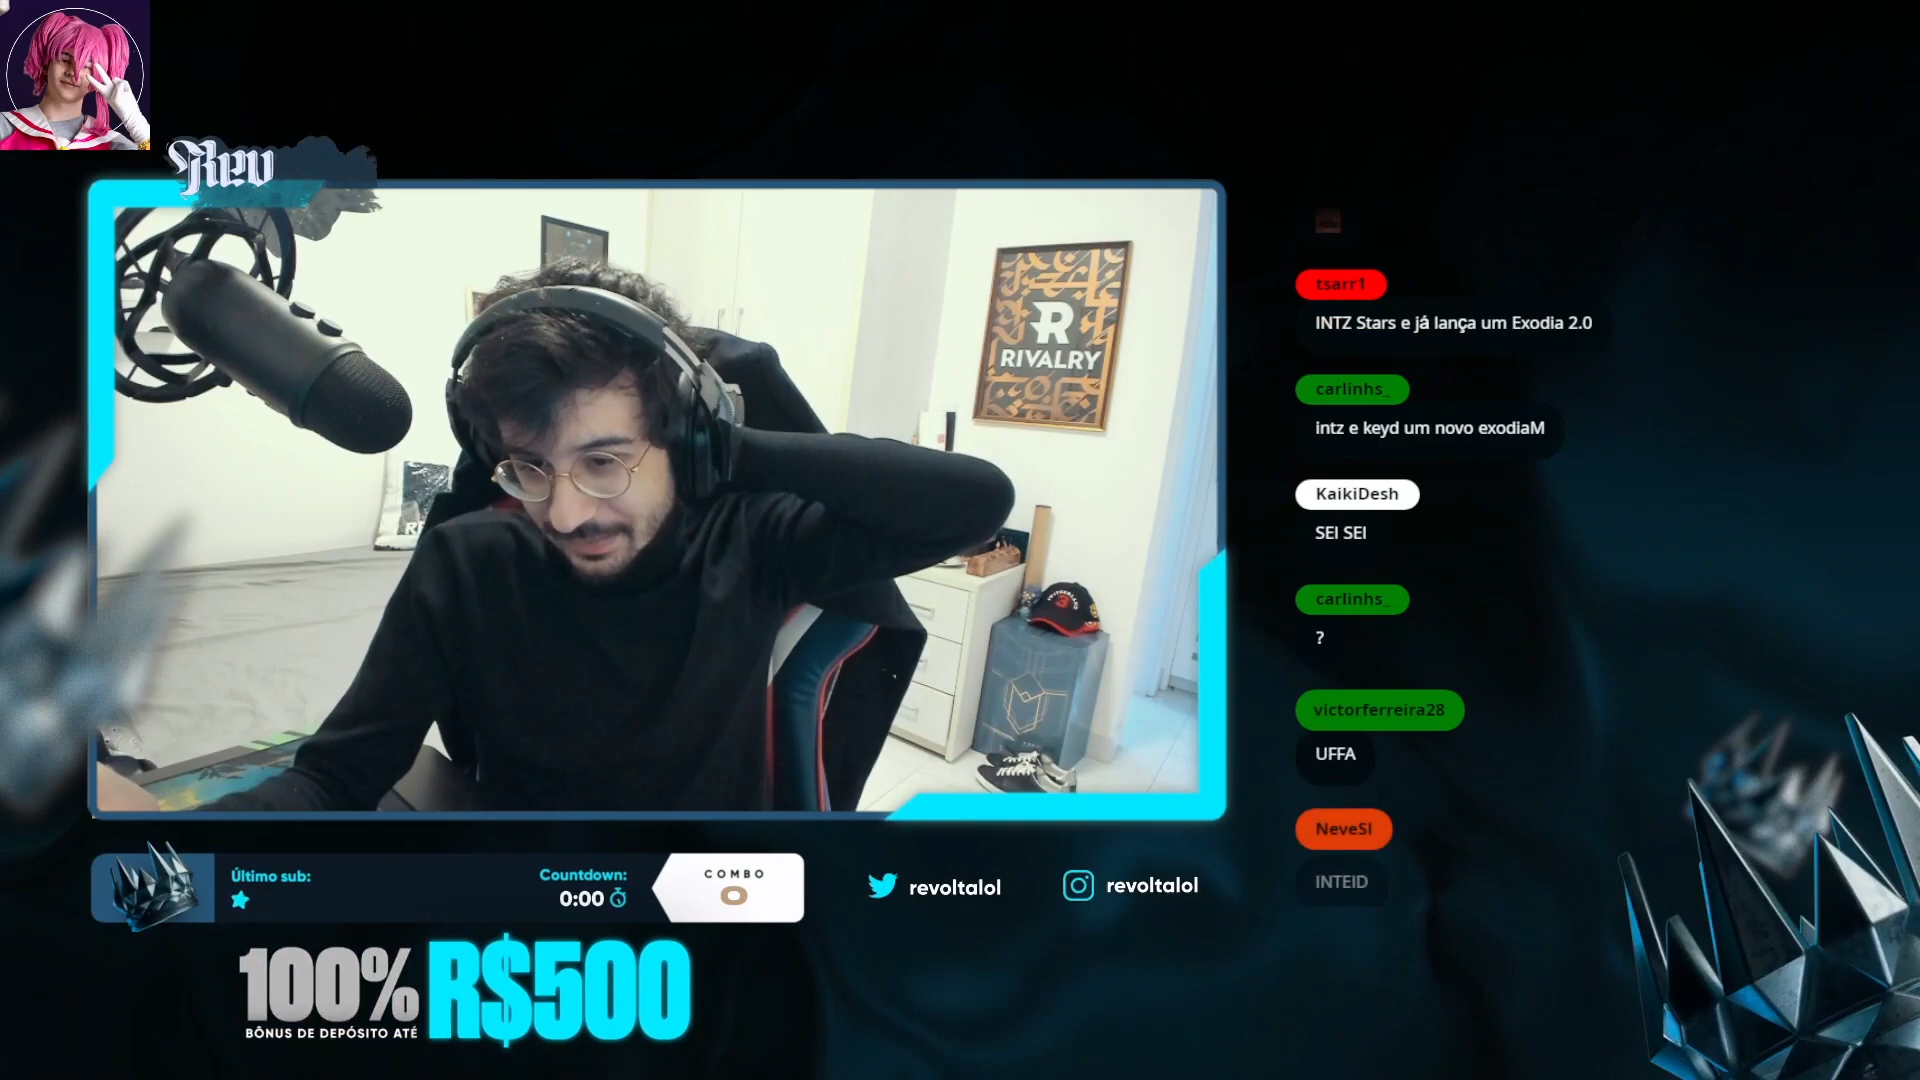 Rev
RIVALRY
3
tsarr1
INTZ Stars e já lança um Exodia 2.0
carlinhs_
intz e keyd um novo exodiaM
KaikiDesh
SEI SEI
carlinhs_
?
victorferreira28
UFFA
NeveSI
INTEID
Último sub:
Countdown:
0:00
COMBO
0
revoltalol
revoltalol
100% R$500
BÔNUS DE DEPÓSITO ATÉ